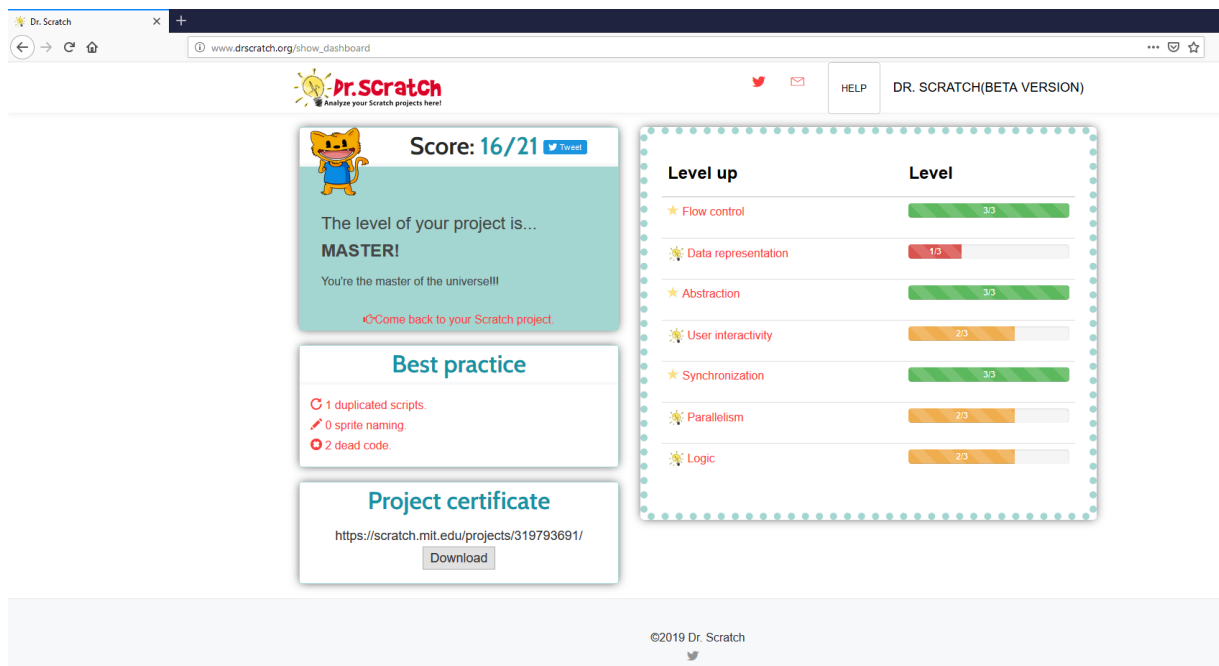 Dr. Scratch
www.drscratch.org/show_dashboard
Dr.Scratch
Analyze your Scratch projects here!
HELP
DR. SCRATCH(BETA VERSION)
Score: 16/21 Tweet
The level of your project is...
MASTER!
You're the master of the universe!!!
Come back to your Scratch project.
Best practice
1 duplicated scripts.
0 sprite naming.
2 dead code.
Project certificate
https://scratch.mit.edu/projects/319793691/
Download
Level up Level
Flow control 3/3
Data representation 1/3
Abstraction 3/3
User interactivity 2/3
Synchronization 3/3
Parallelism 2/3
Logic 2/3
©2019 Dr. Scratch